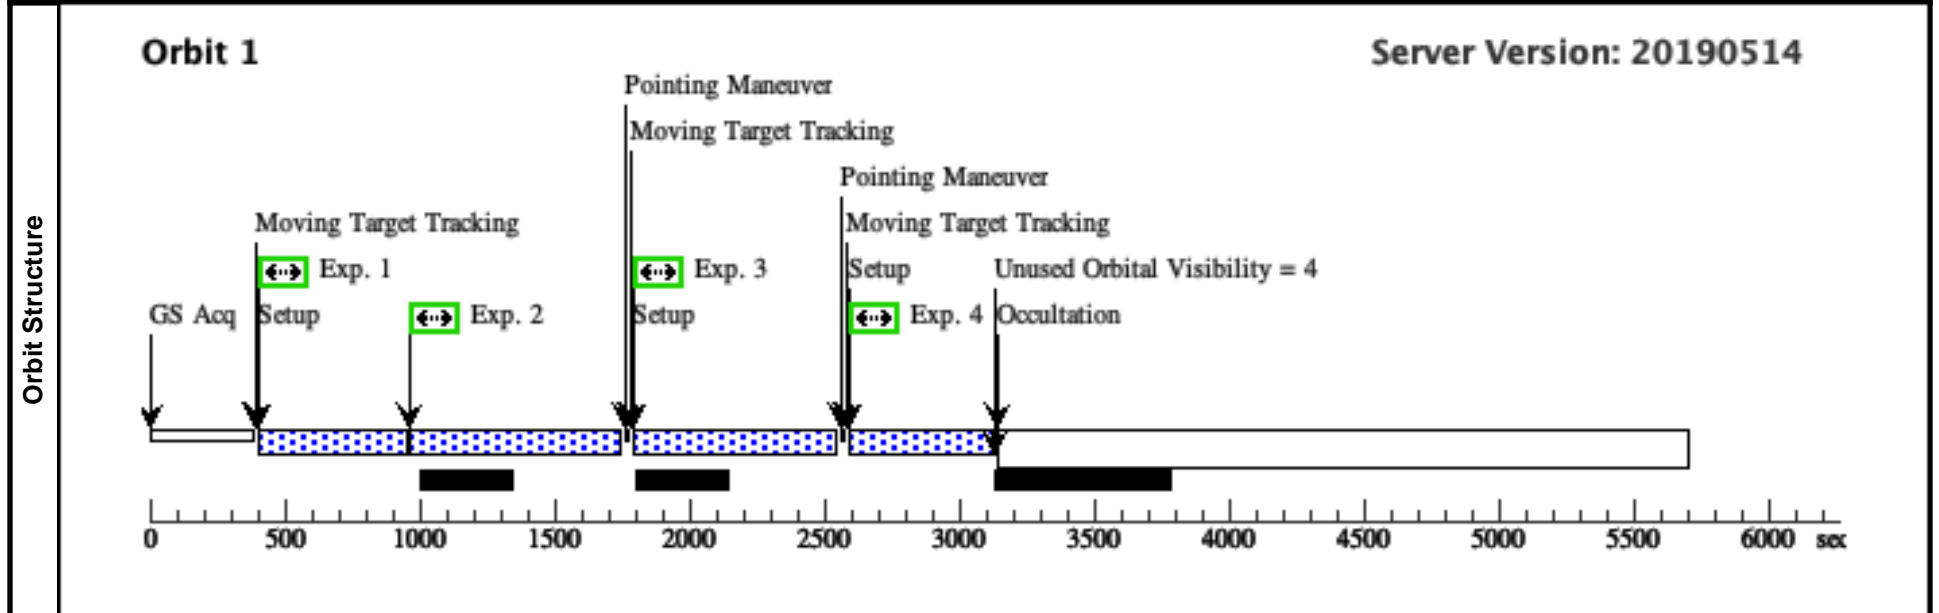 Orbit Structure
Orbit 1
Server Version: 20190514
Pointing Maneuver
Moving Target Tracking
Pointing Maneuver
Moving Target Tracking
Moving Target Tracking
Exp. 1
Exp. 3
Setup
Unused Orbital Visibility = 4
GS Acq
Setup
Exp. 2
Setup
Exp. 4
Occultation
0 500 1000 1500 2000 2500 3000 3500 4000 4500 5000 5500 6000 sec